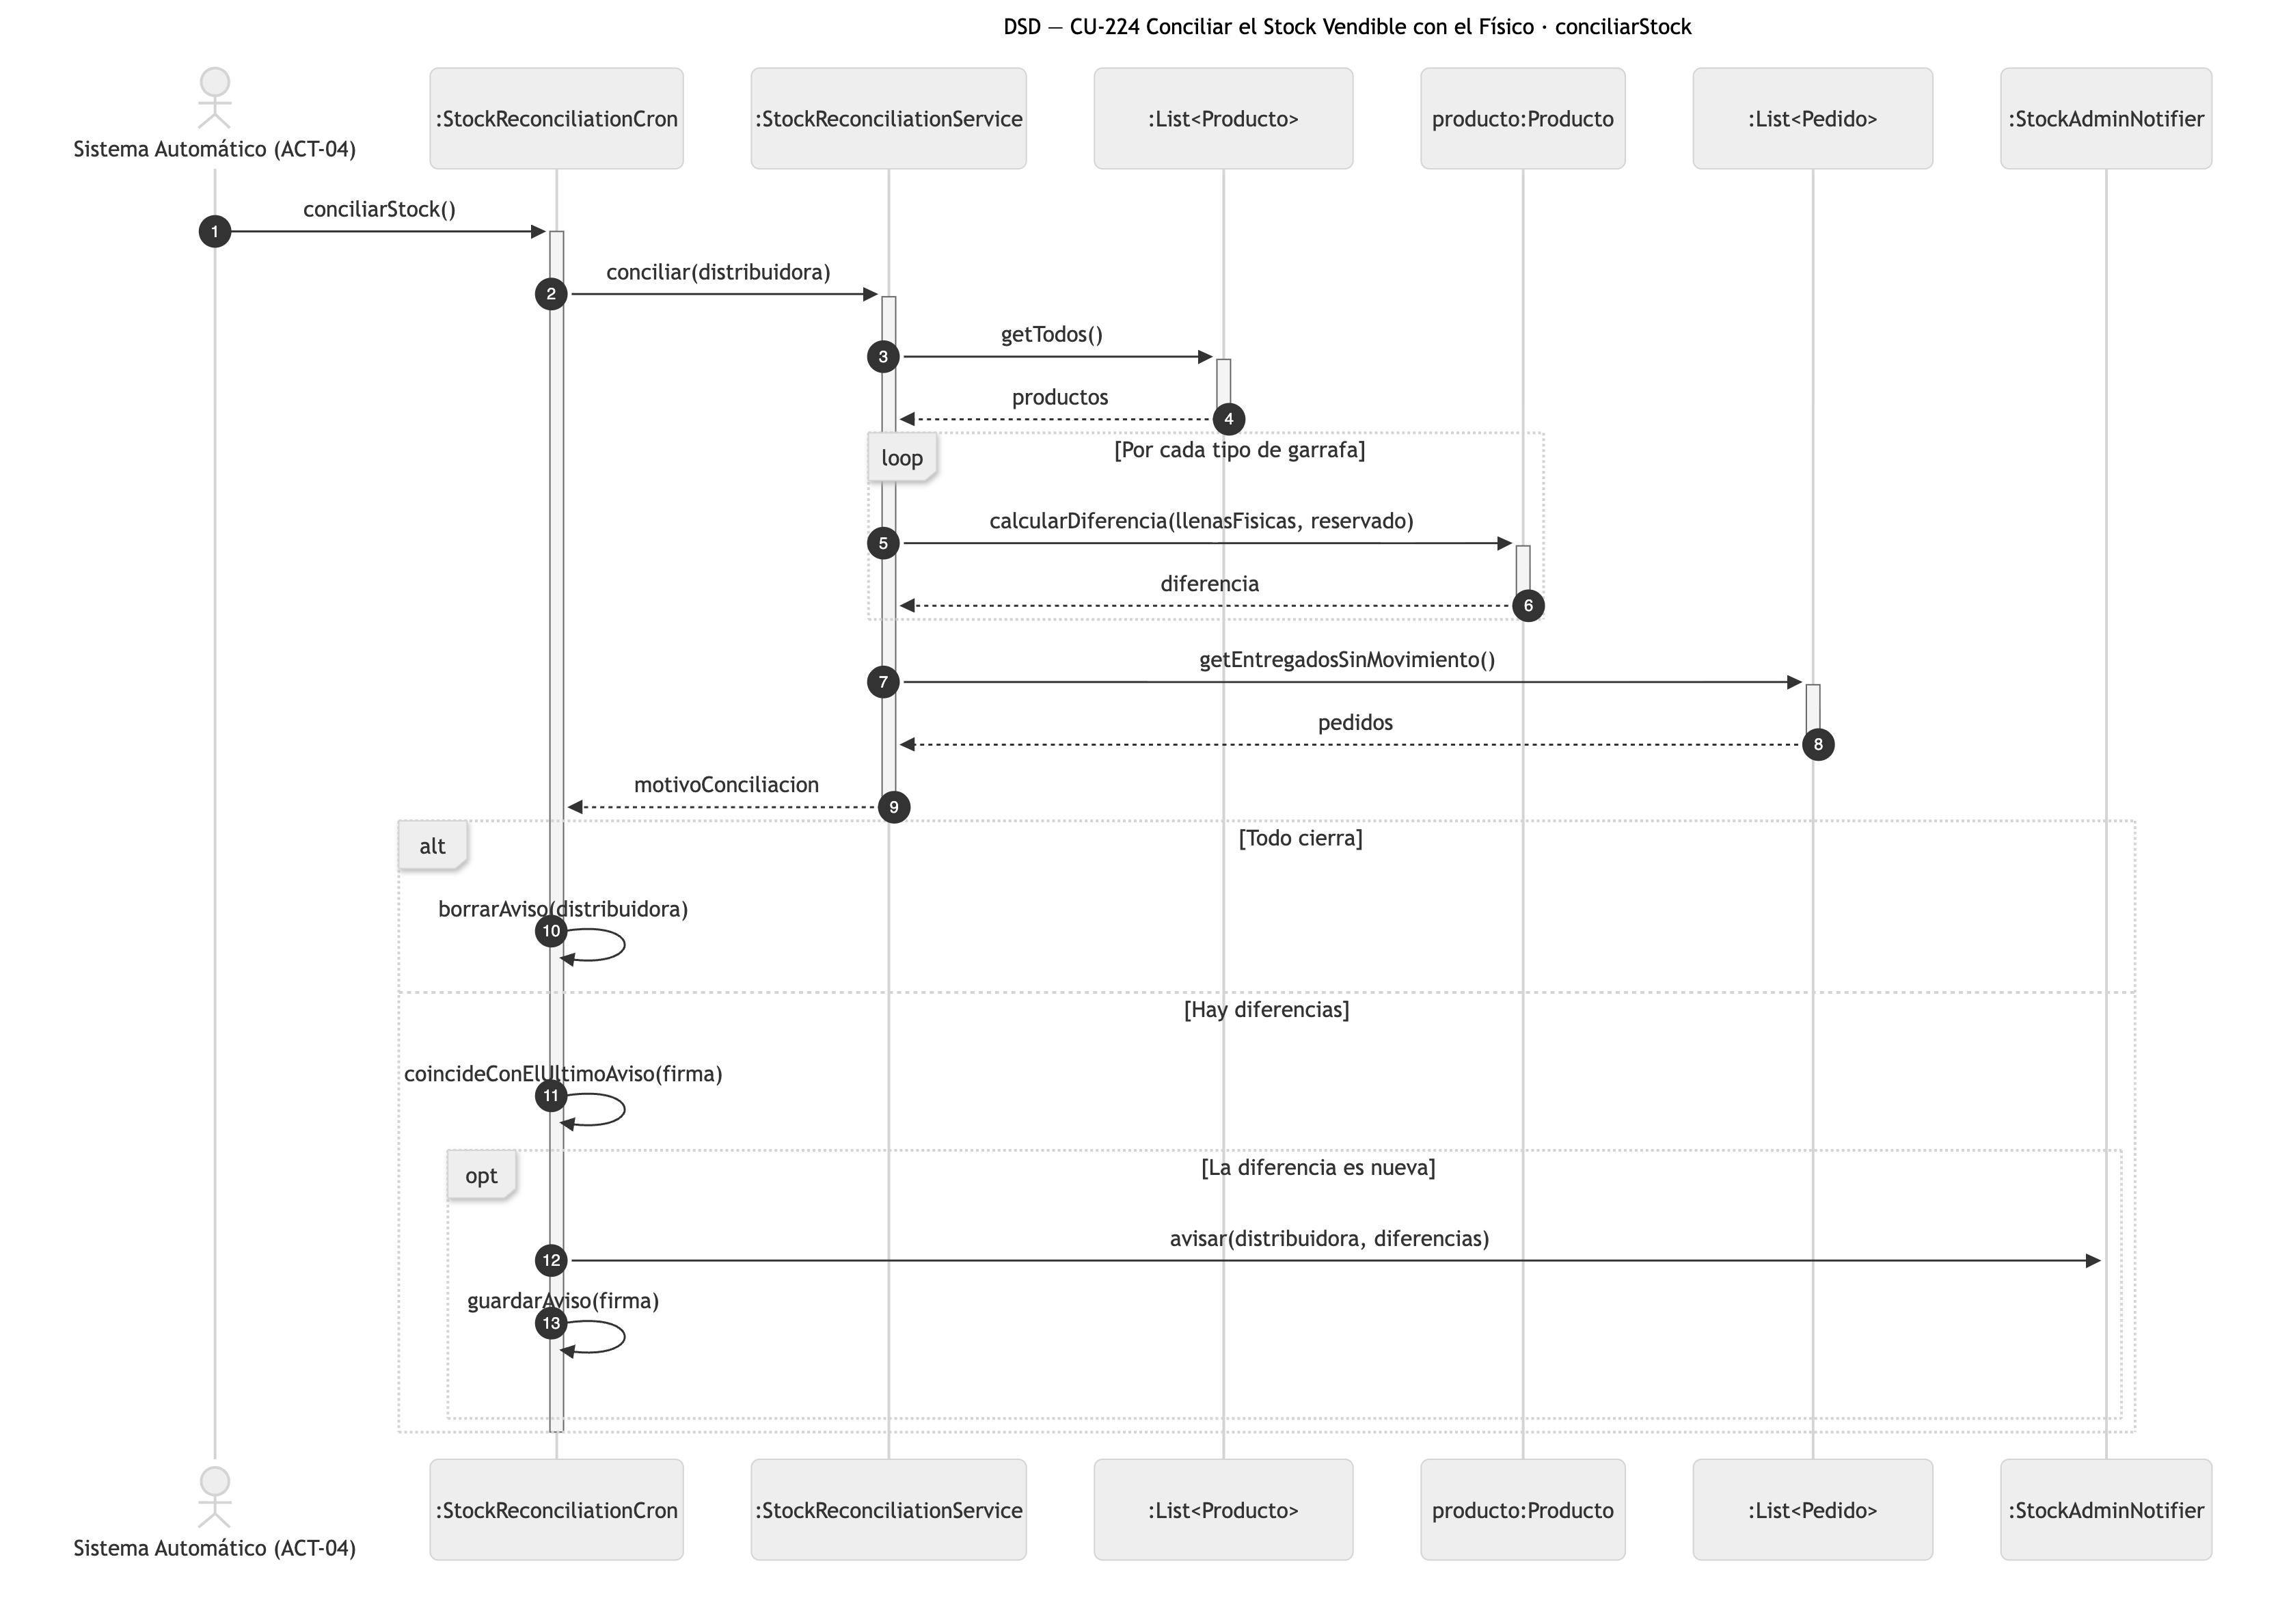 DSD — CU-224 Conciliar el Stock Vendible con el Físico · conciliarStock
Sistema Automático (ACT-04)
:StockReconciliationCron
:StockReconciliationService
:List<Producto>
producto:Producto
:List<Pedido>
:StockAdminNotifier
conciliarStock()
1
conciliar(distribuidora)
2
getTodos()
3
productos
4
loop
[Por cada tipo de garrafa]
calcularDiferencia(llenasFisicas, reservado)
5
diferencia
6
getEntregadosSinMovimiento()
7
pedidos
8
motivoConciliacion
9
alt
[Todo cierra]
borrarAviso(distribuidora)
10
[Hay diferencias]
coincideConElUltimoAviso(firma)
11
opt
[La diferencia es nueva]
avisar(distribuidora, diferencias)
12
guardarAviso(firma)
13
Sistema Automático (ACT-04)
:StockReconciliationCron
:StockReconciliationService
:List<Producto>
producto:Producto
:List<Pedido>
:StockAdminNotifier